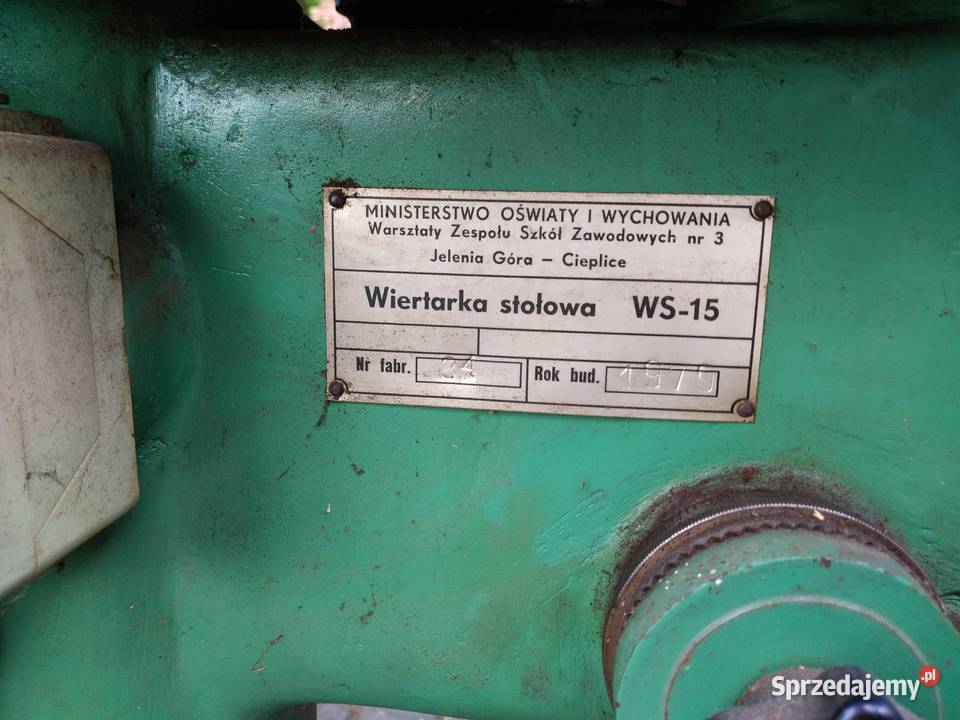 MINISTERSTWO OŚWIATY I WYCHOWANIA
Warsztaty Zespołu Szkół Zawodowych nr 3
Jelenia Góra – Cieplice
Wiertarka stołowa WS-15
Nr fabr. Rok bud. 1979
Sprzedajemy.pl